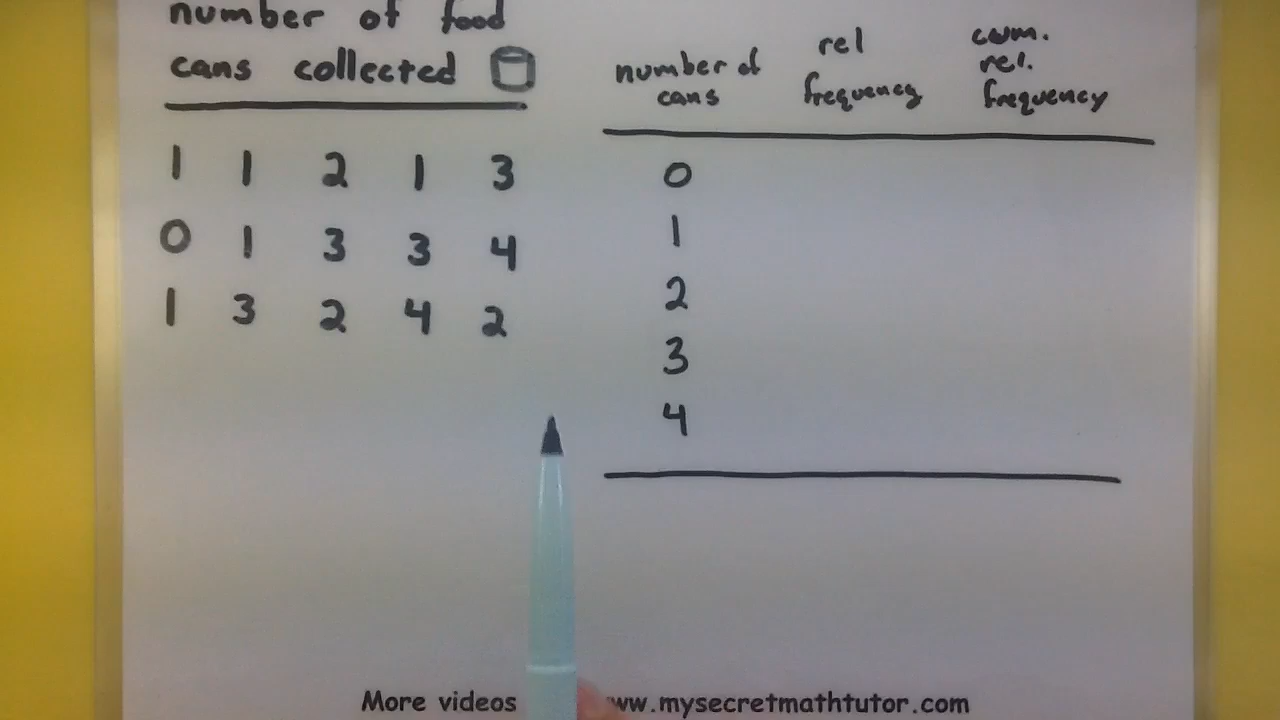 number of food
cans collected
1 1 2 1 3
0 1 3 3 4
1 3 2 4 2
number of cans
rel frequency
cum. rel. frequency
0
1
2
3
4
More videos www.mysecretmathtutor.com